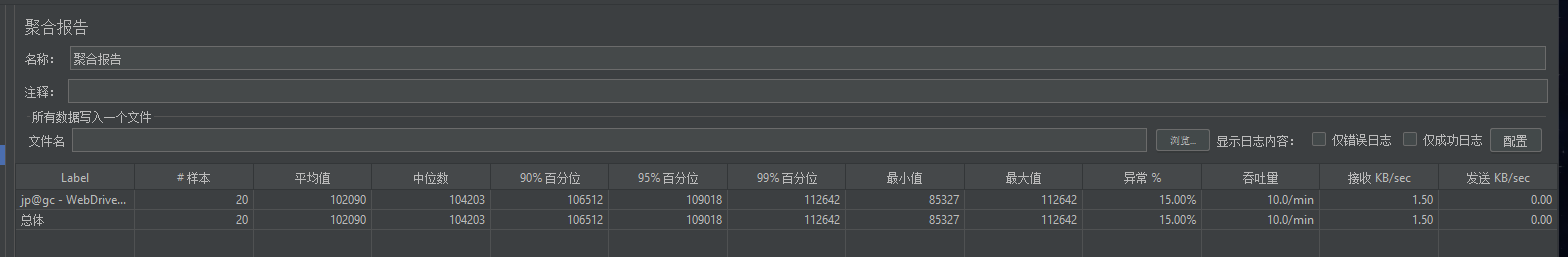 聚合报告
名称： 聚合报告
注释：
所有数据写入一个文件
文件名 浏览... 显示日志内容： 仅错误日志 仅成功日志 配置
Label # 样本 平均值 中位数 90% 百分位 95% 百分位 99% 百分位 最小值 最大值 异常 % 吞吐量 接收 KB/sec 发送 KB/sec
jp@gc - WebDrive... 20 102090 104203 106512 109018 112642 85327 112642 15.00% 10.0/min 1.50 0.00
总体 20 102090 104203 106512 109018 112642 85327 112642 15.00% 10.0/min 1.50 0.00